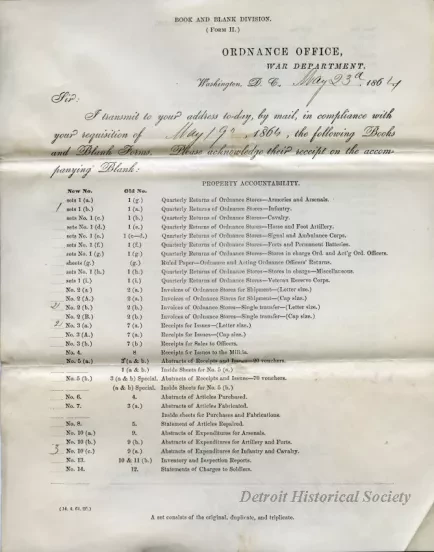 BOOK AND BLANK DIVISION.
(FORM H.)
ORDNANCE OFFICE,
WAR DEPARTMENT.
Washington, D. C., May 23d, 1864
Sir:
I transmit to your address to-day, by mail, in compliance with
your requisition of May 19th 1864, the following Books
and Blank Forms. Please acknowledge their receipt on the accom-
panying Blank:
PROPERTY ACCOUNTABILITY.
New No. Old No.
sets 1 (a.) 1 (g.) Quarterly Returns of Ordnance Stores—Armories and Arsenals.
1 sets 1 (b.) 1 (a.) Quarterly Returns of Ordnance Stores—Infantry.
sets No. 1 (c.) 1 (b.) Quarterly Returns of Ordnance Stores—Cavalry.
sets No. 1 (d.) 1 (c.) Quarterly Returns of Ordnance Stores—Horse and Foot Artillery.
sets No. 1 (e.) Quarterly Returns of Ordnance Stores—Signal and Ambulance Corps.
sets No. 1 (f.) 1 (f.) Quarterly Returns of Ordnance Stores—Forts and Permanent Batteries.
sets No. 1 (g.) 1 (g.) Quarterly Returns of Ordnance Stores—Stores in charge Ord. and Act'g Ord. Officers.
sheets (g.) (g.) Ruled Paper—Ordnance and Acting Ordnance Officers' Returns.
sets No. 1 (h.) 1 (h.) Quarterly Returns of Ordnance Stores—Stores in charge—Miscellaneous.
sets 1 (i.) 1 (i.) Quarterly Returns of Ordnance Stores—Veteran Reserve Corps.
No. 2 (a.) 2 (a.) Invoices of Ordnance Stores for Shipment—(Letter size.)
No. 2 (A.) 2 (a.) Invoices of Ordnance Stores for Shipment—(Cap size.)
2 No. 2 (b.) 2 (b.) Invoices of Ordnance Stores—Single transfer—(Letter size.)
No. 2 (B.) 2 (b.) Invoices of Ordnance Stores—Single transfer—(Cap size.)
2 No. 3 (a.) 7 (a.) Receipts for Issues—(Letter size.)
No. 3 (A.) 7 (a.) Receipts for Issues—(Cap size.)
No. 3 (b.) 7 (b.) Receipts for Sales to Officers.
No. 4. 8 Receipts for Issues to the Militia.
No. 5 (a.) 3 (a & b.) Abstracts of Receipts and Issues— vouchers.
1 (a & b.) Inside Sheets for No. 5 (a.)
No. 5 (b.) 3 (a & b.) Special. Abstracts of Receipts and Issues— vouchers.
(a & b.) Special. Inside Sheets for No. 5 (b.)
No. 6. 4. Abstracts of Articles Purchased.
No. 7. 3 (a.) Abstracts of Articles Fabricated.
Inside sheets for Purchases and Fabrications.
No. 8. 5. Statement of Articles Repaired.
No. 10 (a.) 9. Abstracts of Expenditures for Arsenals.
No. 10 (b.) 9 (b.) Abstracts of Expenditures for Artillery and Forts.
3 No. 10 (c.) 9 (a.) Abstracts of Expenditures for Infantry and Cavalry.
No. 13. 10 & 11 (b.) Inventory and Inspection Reports.
No. 14. 12. Statements of Charges to Soldiers.
Detroit Historical Society
A set consists of the original, duplicate, and triplicate.